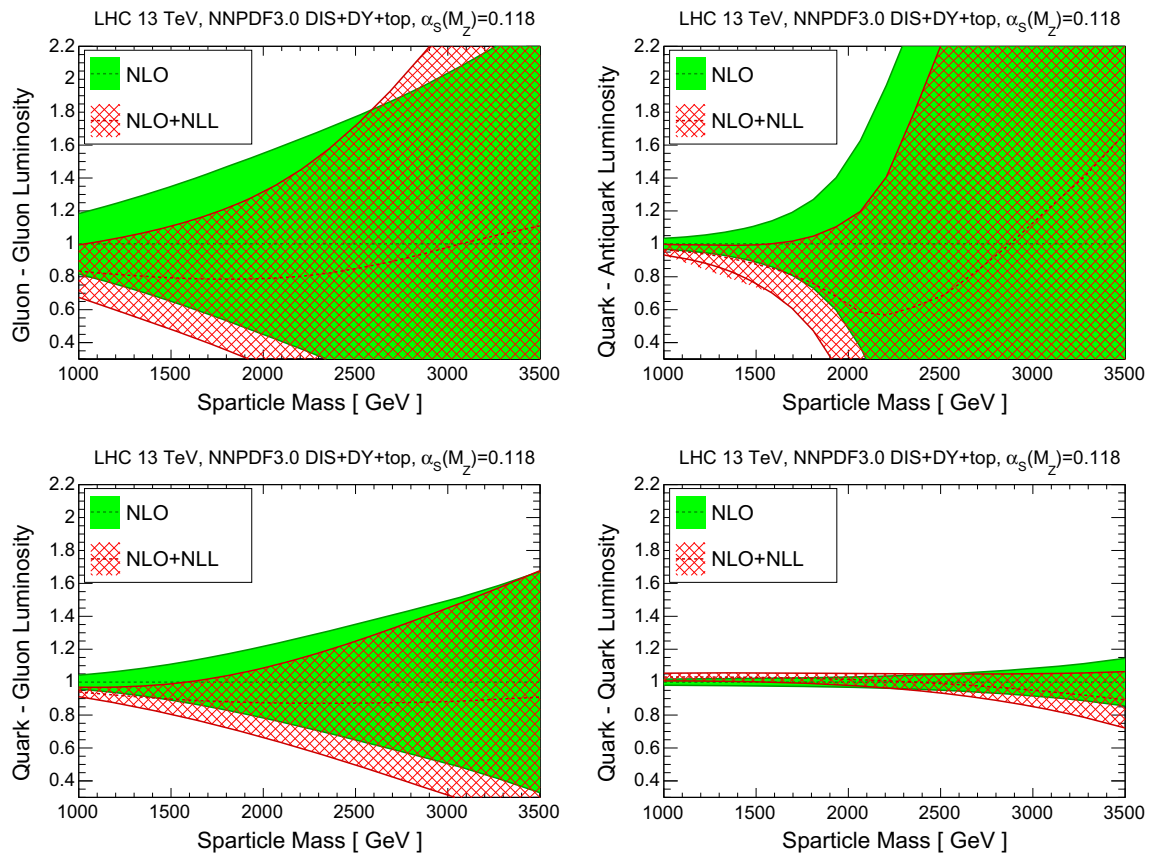 LHC 13 TeV, NNPDF3.0 DIS+DY+top, α_S(M_Z)=0.118
Gluon - Gluon Luminosity
2.2
2
1.8
1.6
1.4
1.2
1
0.8
0.6
0.4
NLO
NLO+NLL
1000 1500 2000 2500 3000 3500
Sparticle Mass [ GeV ]
LHC 13 TeV, NNPDF3.0 DIS+DY+top, α_S(M_Z)=0.118
Quark - Antiquark Luminosity
2.2
2
1.8
1.6
1.4
1.2
1
0.8
0.6
0.4
NLO
NLO+NLL
1000 1500 2000 2500 3000 3500
Sparticle Mass [ GeV ]
LHC 13 TeV, NNPDF3.0 DIS+DY+top, α_S(M_Z)=0.118
Quark - Gluon Luminosity
2.2
2
1.8
1.6
1.4
1.2
1
0.8
0.6
0.4
NLO
NLO+NLL
1000 1500 2000 2500 3000 3500
Sparticle Mass [ GeV ]
LHC 13 TeV, NNPDF3.0 DIS+DY+top, α_S(M_Z)=0.118
Quark - Quark Luminosity
2.2
2
1.8
1.6
1.4
1.2
1
0.8
0.6
0.4
NLO
NLO+NLL
1000 1500 2000 2500 3000 3500
Sparticle Mass [ GeV ]